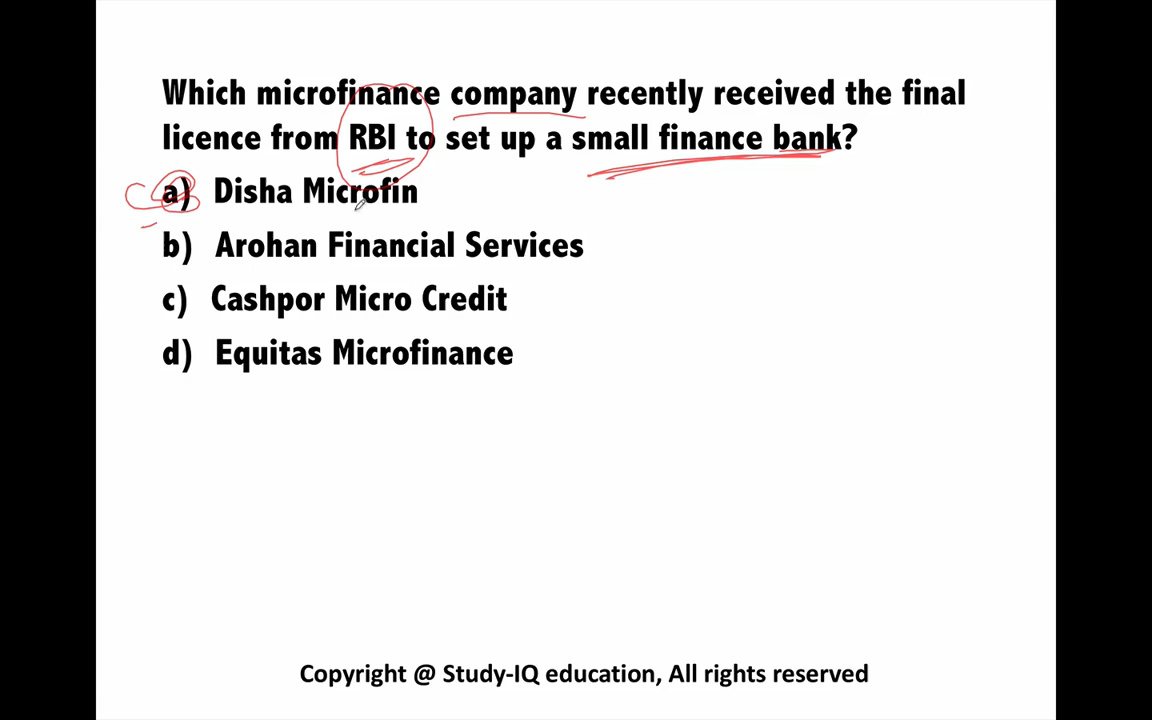 Which microfinance company recently received the final
licence from RBI to set up a small finance bank?
a) Disha Microfin
b) Arohan Financial Services
c) Cashpor Micro Credit
d) Equitas Microfinance
Copyright @ Study-IQ education, All rights reserved